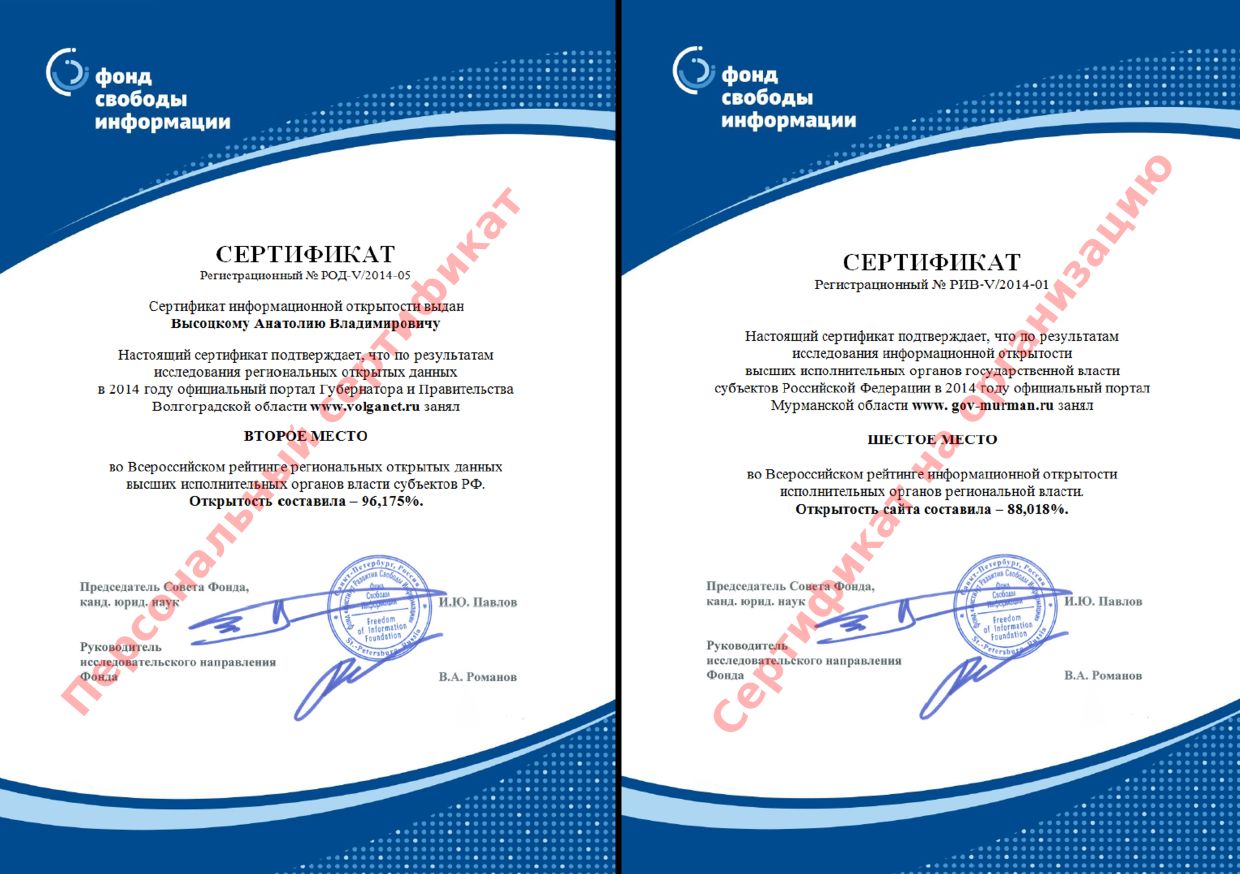 фонд
свободы
информации
СЕРТИФИКАТ
Регистрационный № РОД-V/2014-05
Сертификат информационной открытости выдан
Высоцкому Анатолию Владимировичу
Настоящий сертификат подтверждает, что по результатам
исследования региональных открытых данных
в 2014 году официальный портал Губернатора и Правительства
Волгоградской области www.volganet.ru занял
ВТОРОЕ МЕСТО
во Всероссийском рейтинге региональных открытых данных
высших исполнительных органов власти субъектов РФ.
Открытость составила – 96,175%.
Председатель Совета Фонда,
канд. юрид. наук
И.Ю. Павлов
Руководитель
исследовательского направления
Фонда
В.А. Романов
Санкт-Петербург, Россия
Фонд
Свободы
Информации
Freedom
of Information
Foundation
St.-Petersburg, Russia
Персональный сертификат
фонд
свободы
информации
СЕРТИФИКАТ
Регистрационный № РИВ-V/2014-01
Настоящий сертификат подтверждает, что по результатам
исследования информационной открытости
высших исполнительных органов государственной власти
субъектов Российской Федерации в 2014 году официальный портал
Мурманской области www. gov-murman.ru занял
ШЕСТОЕ МЕСТО
во Всероссийском рейтинге информационной открытости
исполнительных органов региональной власти.
Открытость сайта составила – 88,018%.
Председатель Совета Фонда,
канд. юрид. наук
И.Ю. Павлов
Руководитель
исследовательского направления
Фонда
В.А. Романов
Санкт-Петербург, Россия
Фонд
Свободы
Информации
Freedom
of Information
Foundation
St.-Petersburg, Russia
Сертификат на организацию